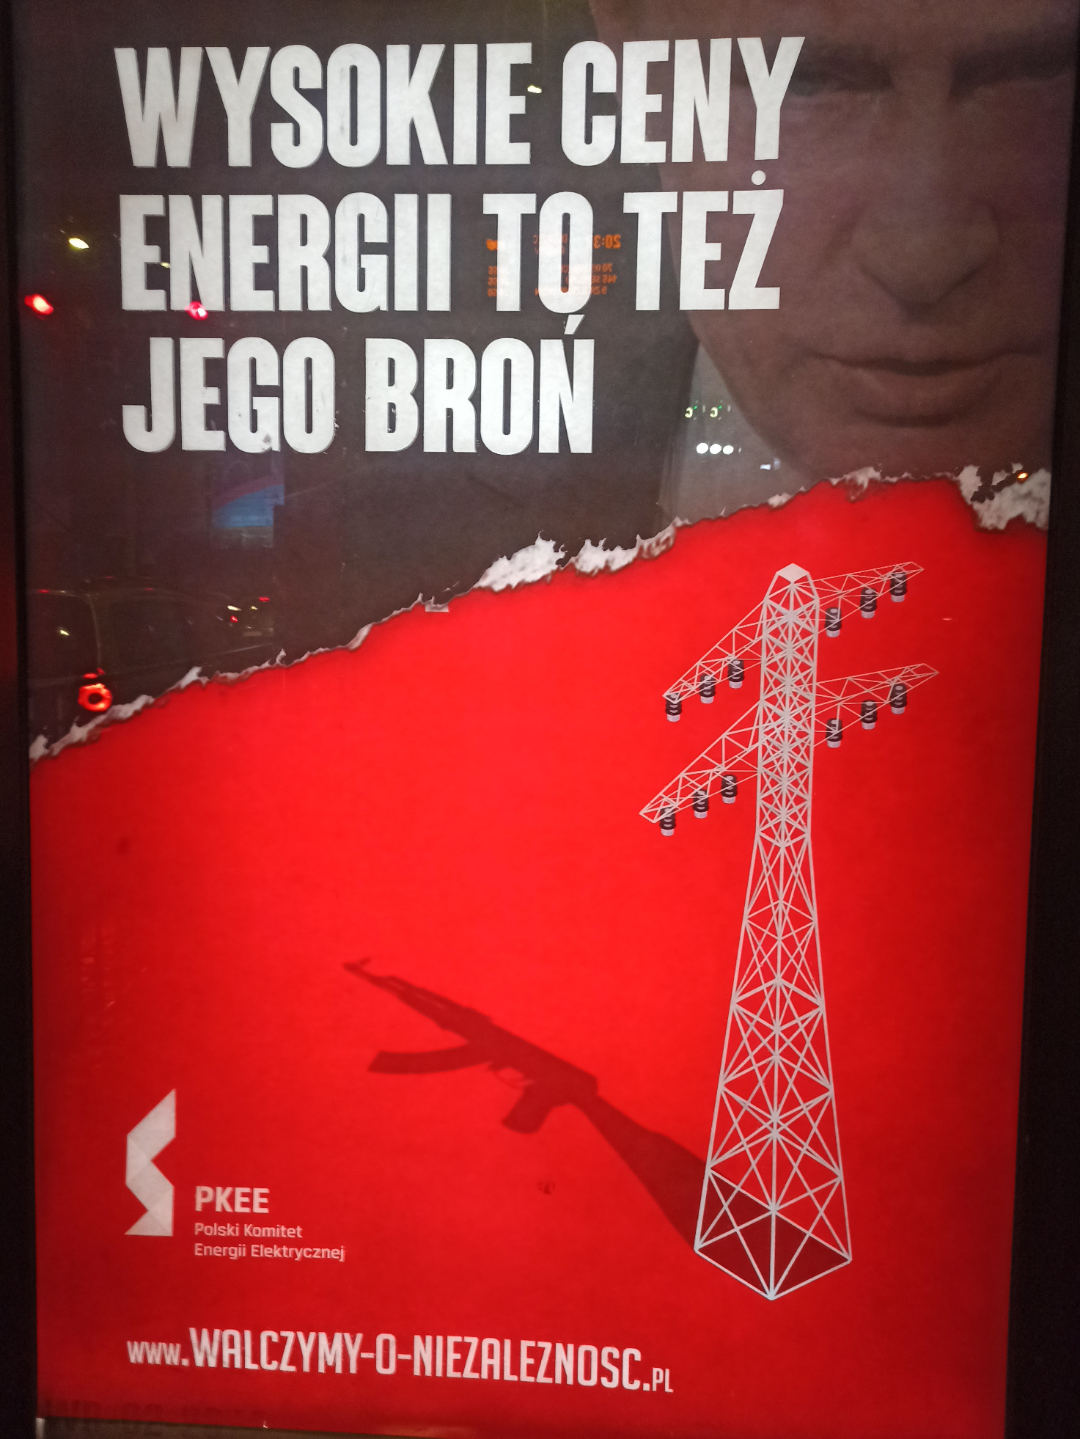 WYSOKIE CENY
ENERGII TO TEŻ
JEGO BROŃ
PKEE
Polski Komitet
Energii Elektrycznej
www.WALCZYMY-O-NIEZALEZNOSC.PL